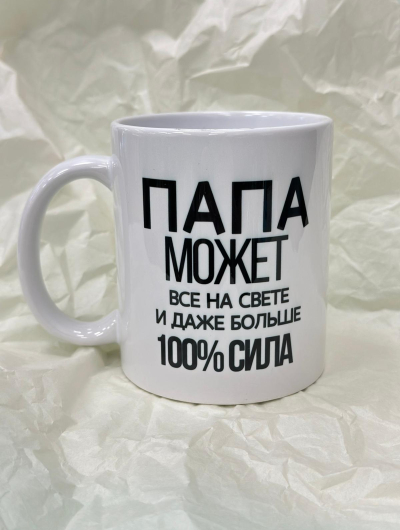 ПАПА
МОЖЕТ
ВСЕ НА СВЕТЕ
И ДАЖЕ БОЛЬШЕ
100% СИЛА